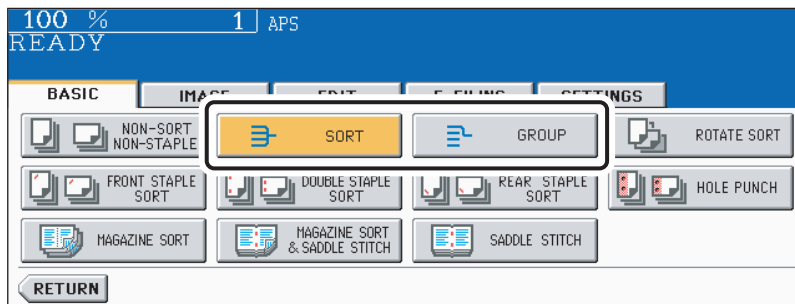 100 % 1 APS
READY
BASIC SETTINGS
NON-SORT
NON-STAPLE
SORT
GROUP
ROTATE SORT
FRONT STAPLE
SORT
DOUBLE STAPLE
SORT
REAR STAPLE
SORT
HOLE PUNCH
MAGAZINE SORT
MAGAZINE SORT
& SADDLE STITCH
SADDLE STITCH
RETURN